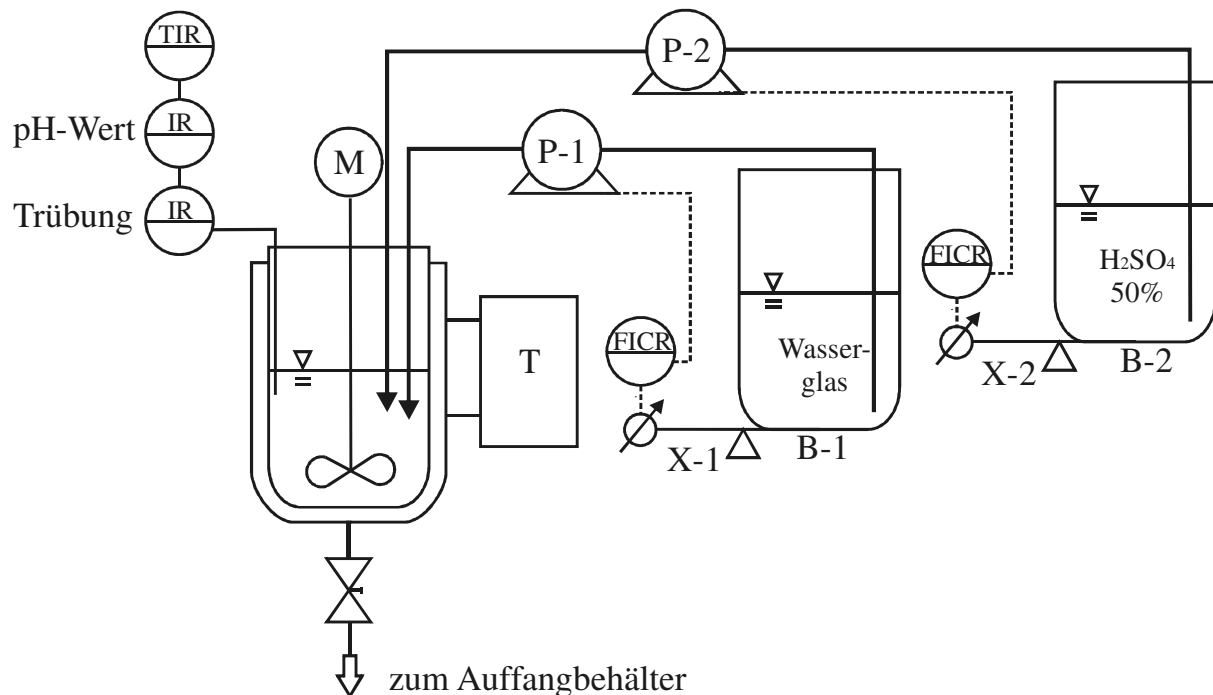 TIR
P-2
pH-Wert
IR
M
P-1
Trübung
IR
FICR
H₂SO₄
50%
FICR
T
Wasser-
glas
X-2
B-2
X-1
B-1
zum Auffangbehälter